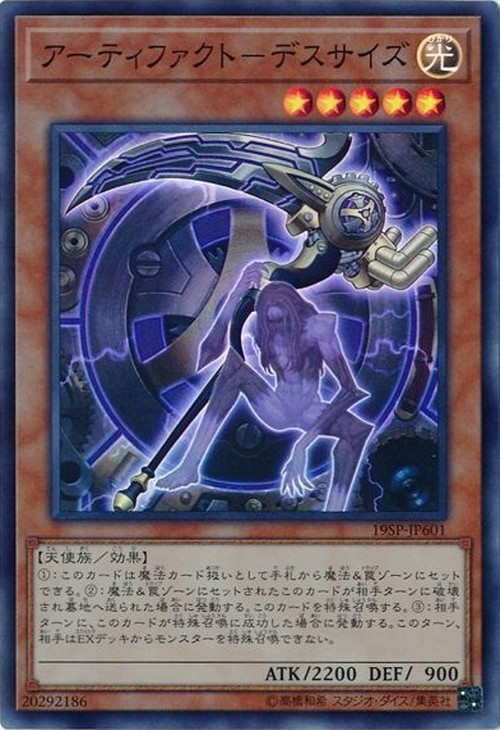 アーティファクト－デスサイズ
光
19SP-JP601
【天使族／効果】
①：このカードは魔法カード扱いとして手札から魔法＆罠ゾーンにセット
できる。②：魔法＆罠ゾーンにセットされたこのカードが相手ターンに破壊
され墓地へ送られた場合に発動する。このカードを特殊召喚する。③：相手
ターンに、このカードが特殊召喚に成功した場合に発動する。このターン、
相手はEXデッキからモンスターを特殊召喚できない。
ATK/2200 DEF/ 900
20292186
©高橋和希 スタジオ・ダイス/集英社